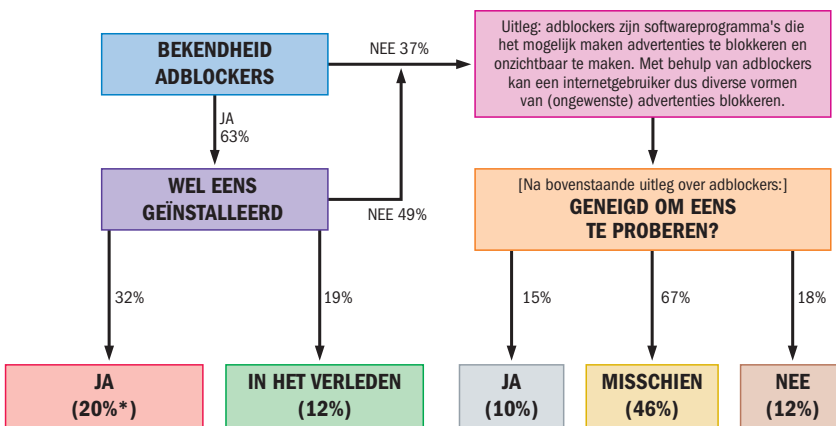 BEKENDHEID
ADBLOCKERS
NEE 37%
Uitleg: adblockers zijn softwareprogramma's die
het mogelijk maken advertenties te blokkeren en
onzichtbaar te maken. Met behulp van adblockers
kan een internetgebruiker dus diverse vormen
van (ongewenste) advertenties blokkeren.
JA
63%
WEL EENS
GEÏNSTALLEERD
NEE 49%
[Na bovenstaande uitleg over adblockers:]
GENEIGD OM EENS
TE PROBEREN?
32%
19%
15%
67%
18%
JA
(20%*)
IN HET VERLEDEN
(12%)
JA
(10%)
MISSCHIEN
(46%)
NEE
(12%)